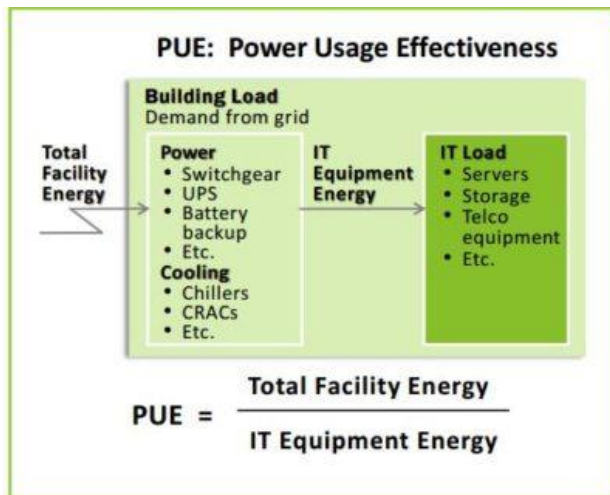 PUE: Power Usage Effectiveness
Building Load
Demand from grid
Total
Facility
Energy
Power
• Switchgear
• UPS
• Battery
backup
• Etc.
Cooling
• Chillers
• CRACs
• Etc.
IT
Equipment
Energy
IT Load
• Servers
• Storage
• Telco
equipment
• Etc.
PUE =
Total Facility Energy
IT Equipment Energy